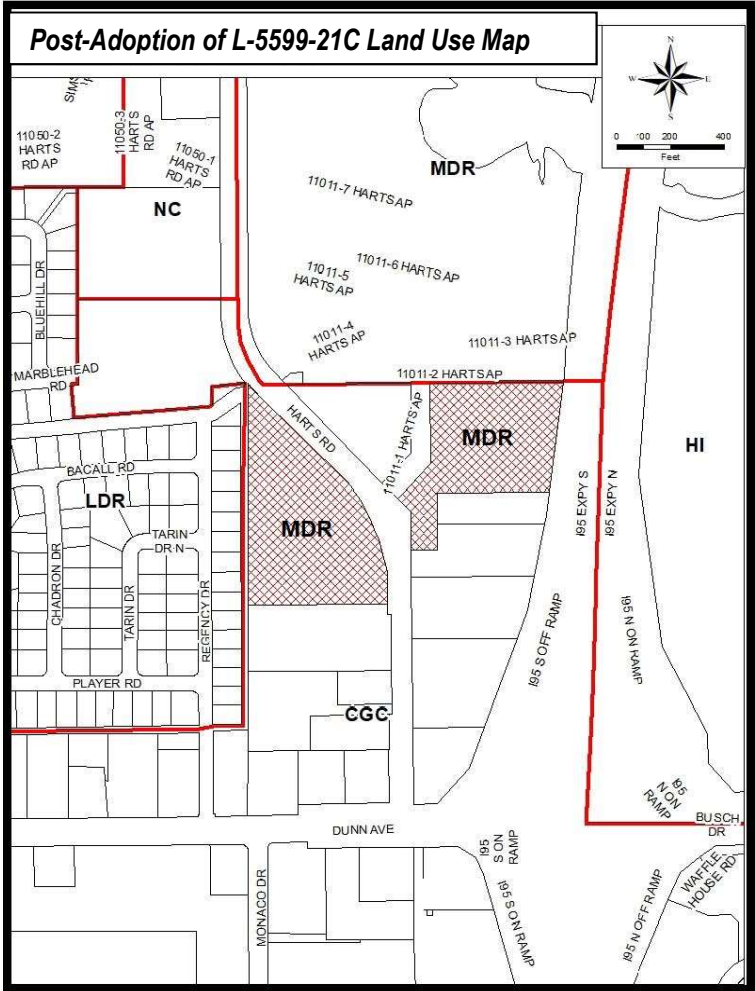 Post-Adoption of L-5599-21C Land Use Map
N
W
E
S
0 100 200 400
Feet
11050-2
HARTS
RD AP
11050-3
HARTS
RD AP
11050-1
HARTS
RD AP
MDR
11011-7 HARTS AP
NC
11011-5
HARTS AP
11011-6 HARTS AP
BLUEHILL DR
11011-4
HARTS AP
11011-3 HARTS AP
MARBLEHEAD
RD
11011-2 HARTS AP
HARTS RD
11011-1 HARTS AP
MDR
HI
BACALL RD
LDR
TARIN
DR N
MDR
I95 EXPY S
I95 EXPY N
CHADRON DR
TARIN DR
REGENCY DR
I95 S OFF RAMP
I95 N ON RAMP
PLAYER RD
CGC
I95
N ON
RAMP
BUSCH
DR
DUNN AVE
I95
S ON
RAMP
MONACO DR
I95 S ON RAMP
I95 N OFF RAMP
WAFFLE
HOUSE RD